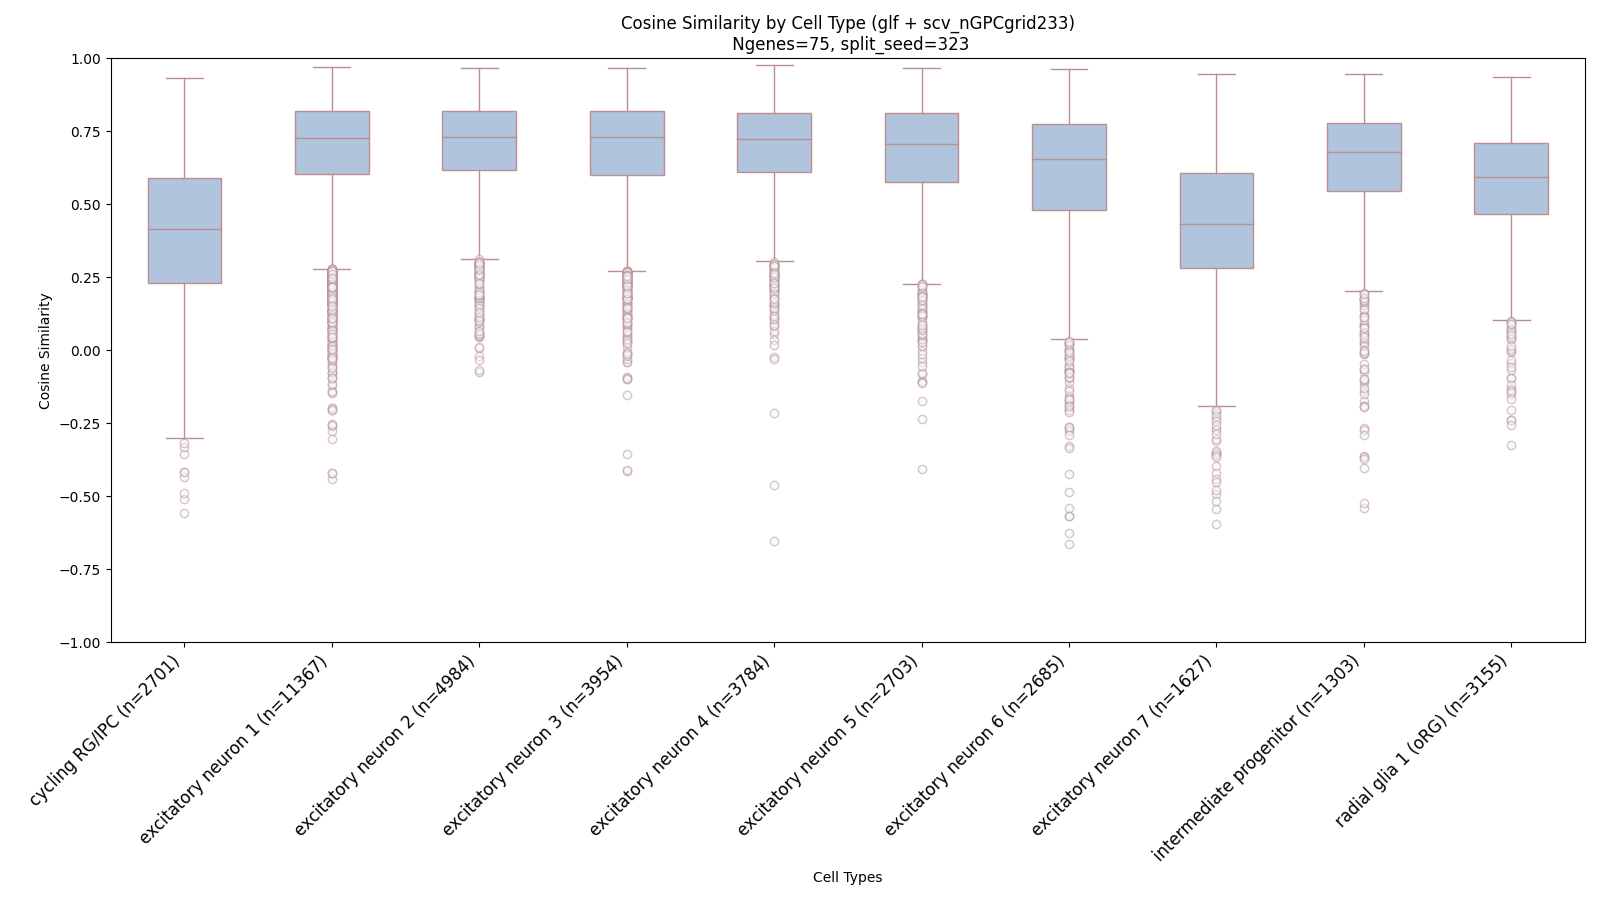 Cosine Similarity by Cell Type (glf + scv_nGPCgrid233)
Ngenes=75, split_seed=323
1.00
0.75
0.50
0.25
0.00
−0.25
−0.50
−0.75
−1.00
Cosine Similarity
cycling RG/IPC (n=2701)
excitatory neuron 1 (n=11367)
excitatory neuron 2 (n=4984)
excitatory neuron 3 (n=3954)
excitatory neuron 4 (n=3784)
excitatory neuron 5 (n=2703)
excitatory neuron 6 (n=2685)
excitatory neuron 7 (n=1627)
intermediate progenitor (n=1303)
radial glia 1 (oRG) (n=3155)
Cell Types